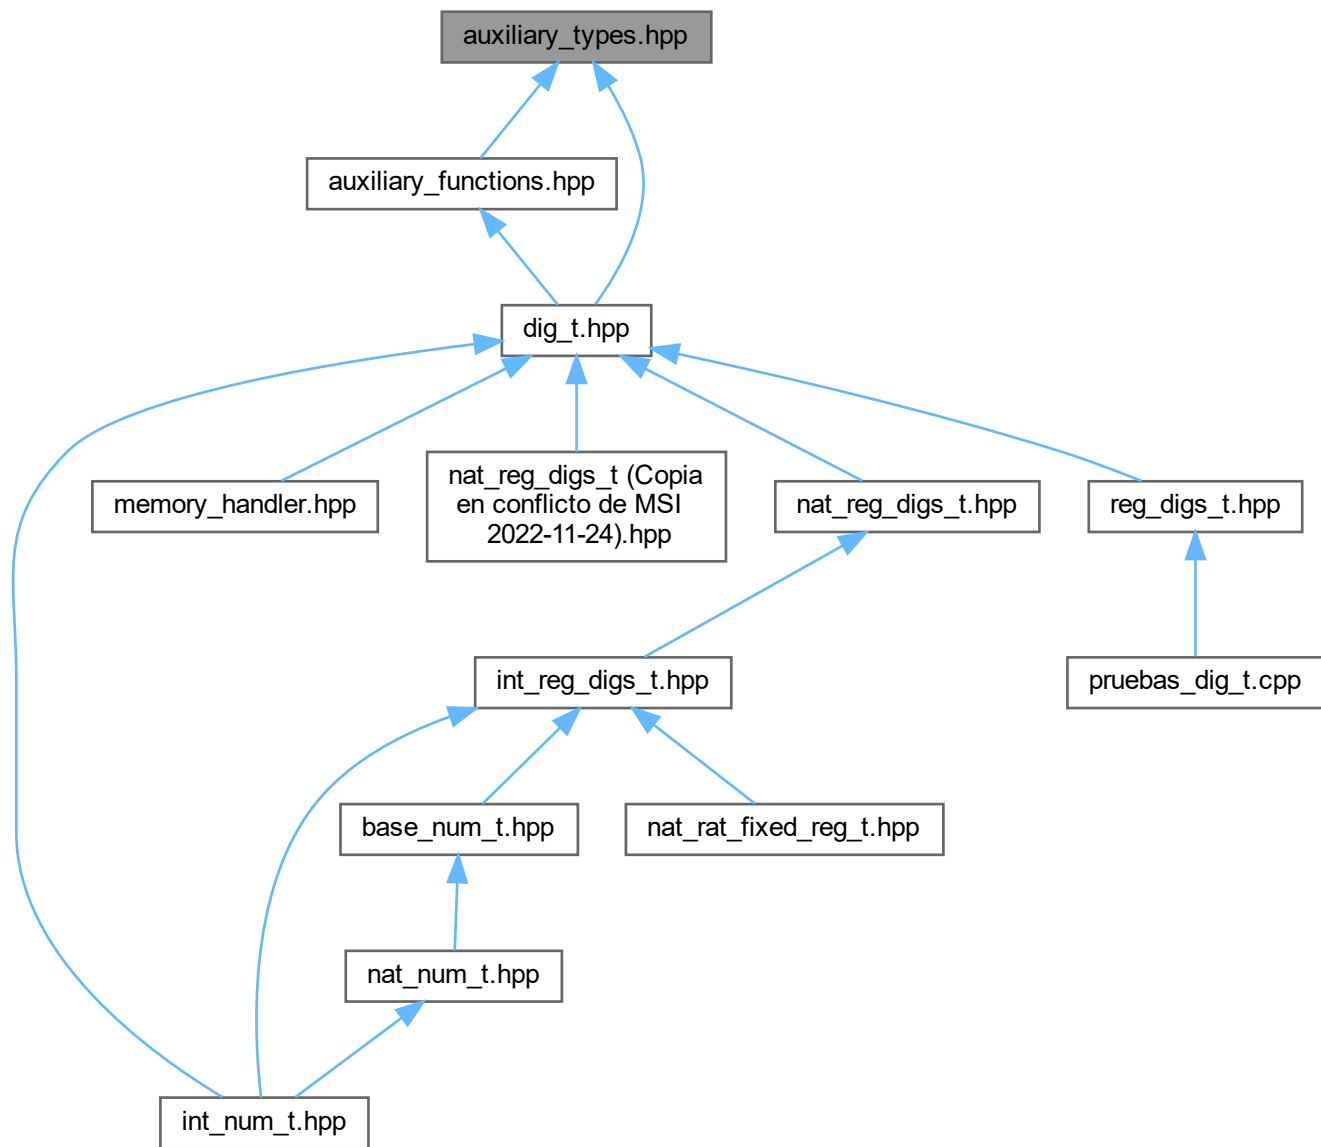 auxiliary_types.hpp
auxiliary_functions.hpp
dig_t.hpp
memory_handler.hpp
nat_reg_digs_t (Copia
en conflicto de MSI
2022-11-24).hpp
nat_reg_digs_t.hpp
reg_digs_t.hpp
int_reg_digs_t.hpp
pruebas_dig_t.cpp
base_num_t.hpp
nat_rat_fixed_reg_t.hpp
nat_num_t.hpp
int_num_t.hpp